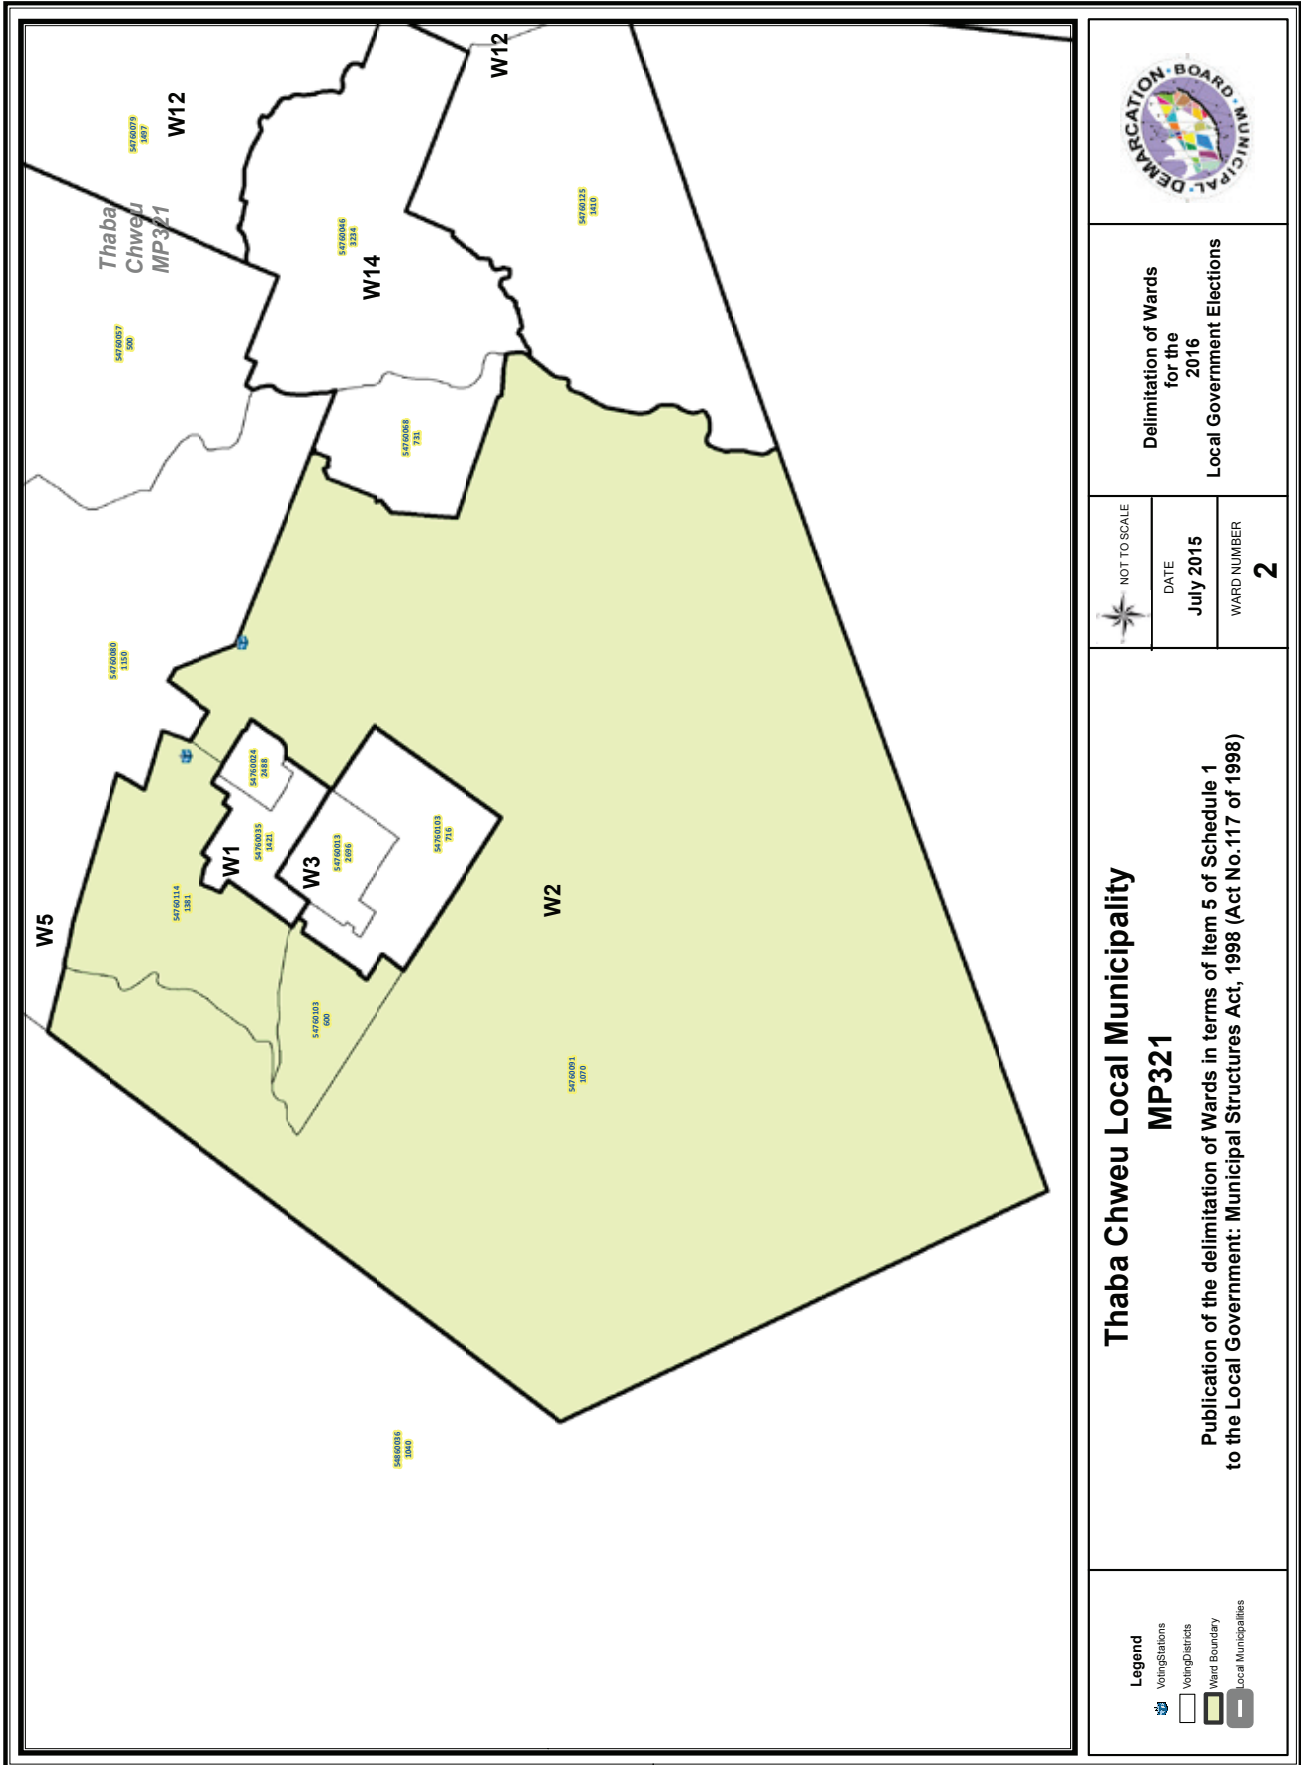 W12
54760079
1497
W12
Thaba
Chweu
MP321
54760125
1410
54760046
3234
W14
54760057
500
54760068
731
54760080
1150
54760024
2488
54760035
1421
W1
54760013
2696
W3
54760103
716
54760114
1381
W5
W2
54760103
600
54760091
1070
54860036
1040
Legend
VotingStations
VotingDistricts
Ward Boundary
Local Municipalities
Thaba Chweu Local Municipality
MP321
Publication of the delimitation of Wards in terms of Item 5 of Schedule 1
to the Local Government: Municipal Structures Act, 1998 (Act No.117 of 1998)
NOT TO SCALE
DATE
July 2015
WARD NUMBER
2
Delimitation of Wards
for the
2016
Local Government Elections
MUNICIPAL · DEMARCATION · BOARD ·